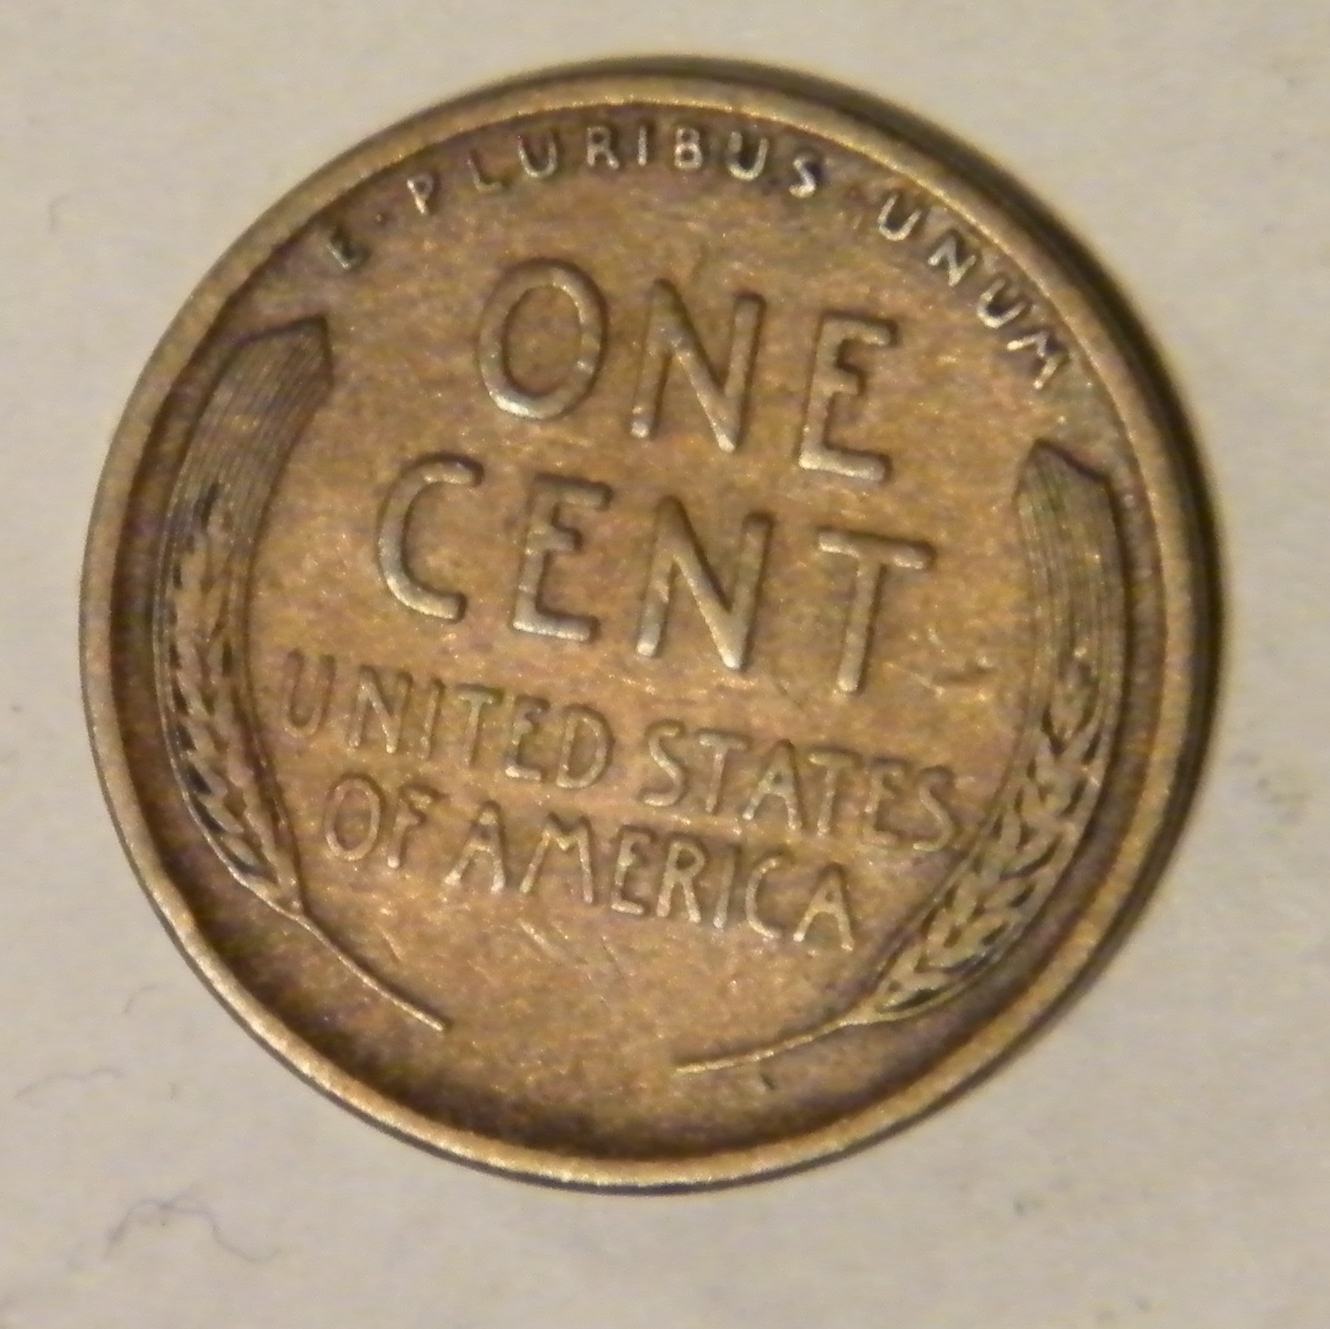 E·PLURIBUS·UNUM
ONE
CENT
UNITED STATES
OF AMERICA